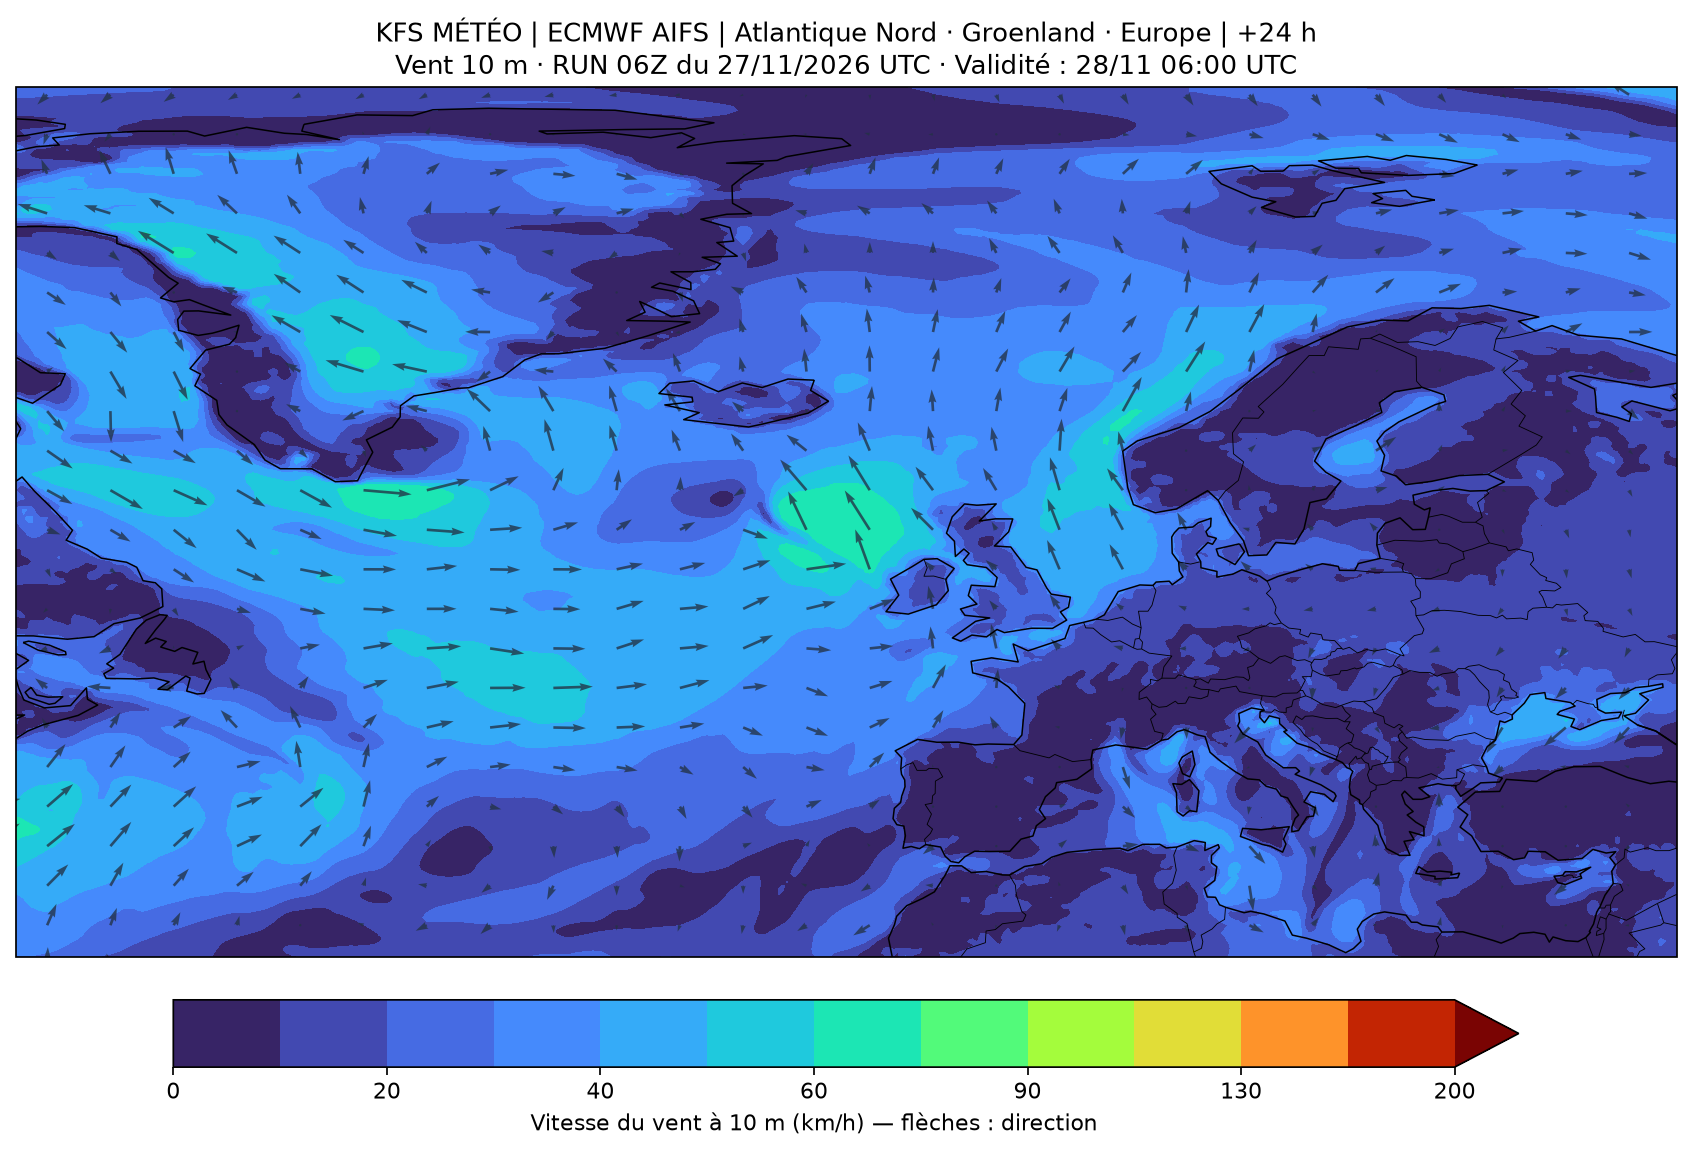 KFS MÉTÉO | ECMWF AIFS | Atlantique Nord · Groenland · Europe | +24 h
Vent 10 m · RUN 06Z du 27/11/2026 UTC · Validité : 28/11 06:00 UTC
0 20 40 60 90 130 200
Vitesse du vent à 10 m (km/h) — flèches : direction